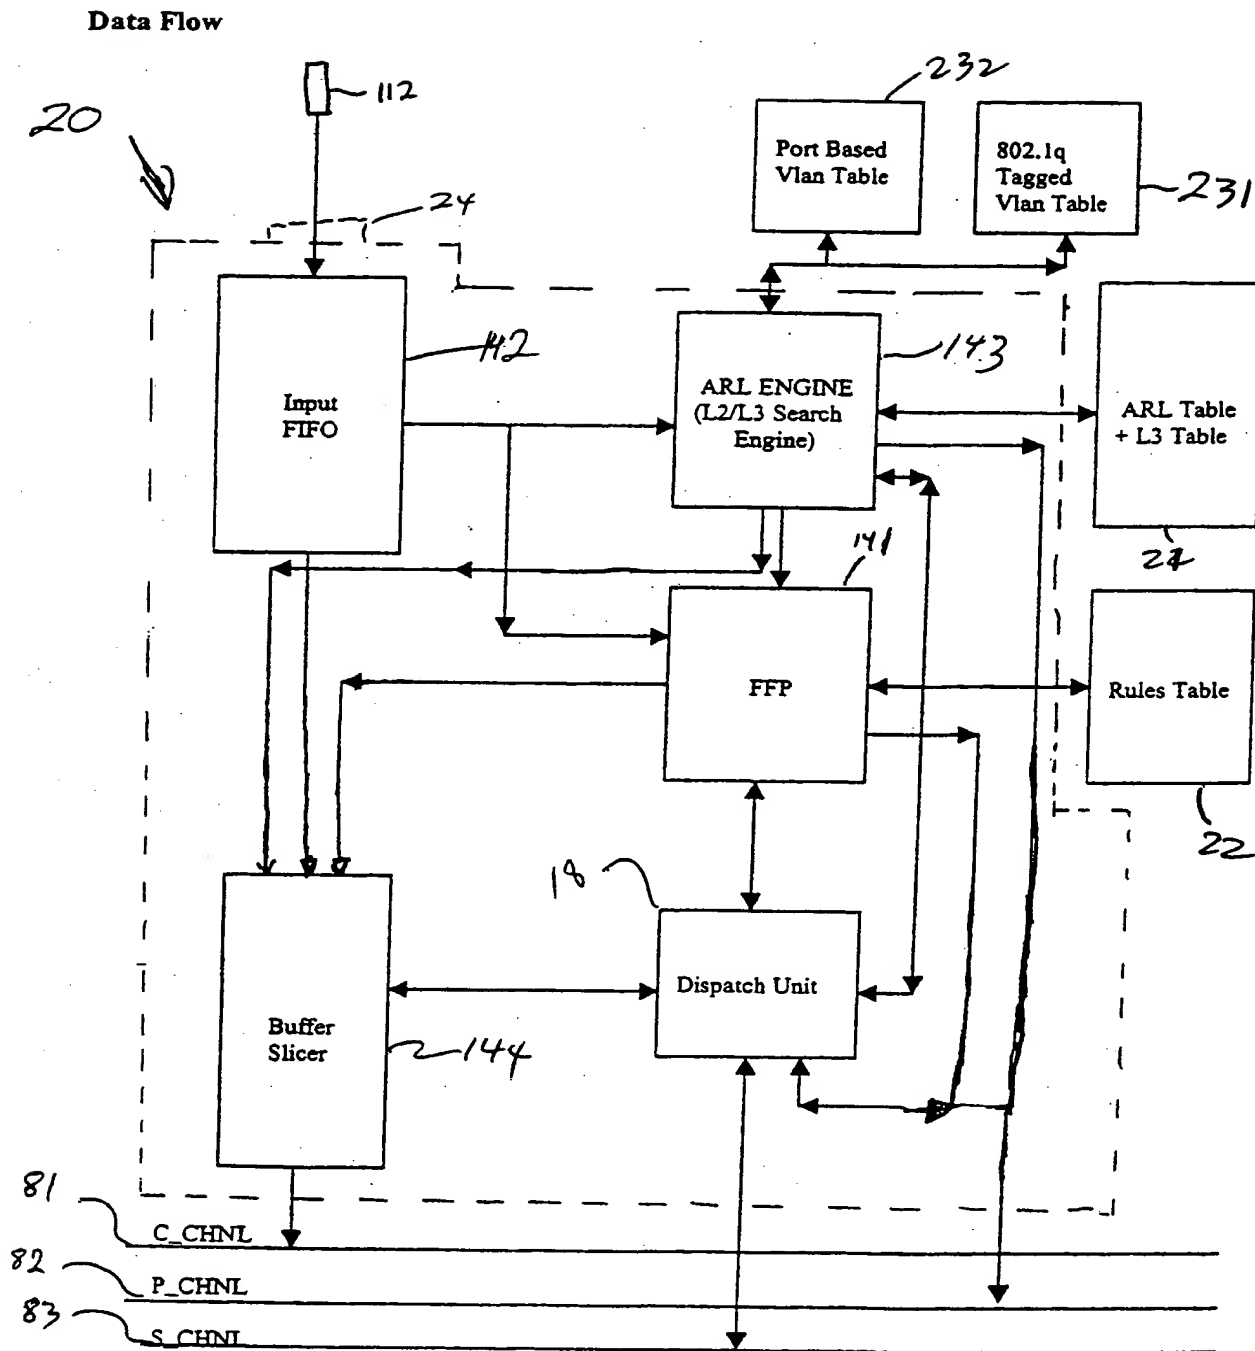 Data Flow
112
20
24
232
Port Based
Vlan Table
802.1q
Tagged
Vlan Table
231
142
Input
FIFO
143
ARL ENGINE
(L2/L3 Search
Engine)
ARL Table
+ L3 Table
21
141
FFP
Rules Table
22
18
Dispatch Unit
Buffer
Slicer
144
81
C_CHNL
82
P_CHNL
83
S_CHNL